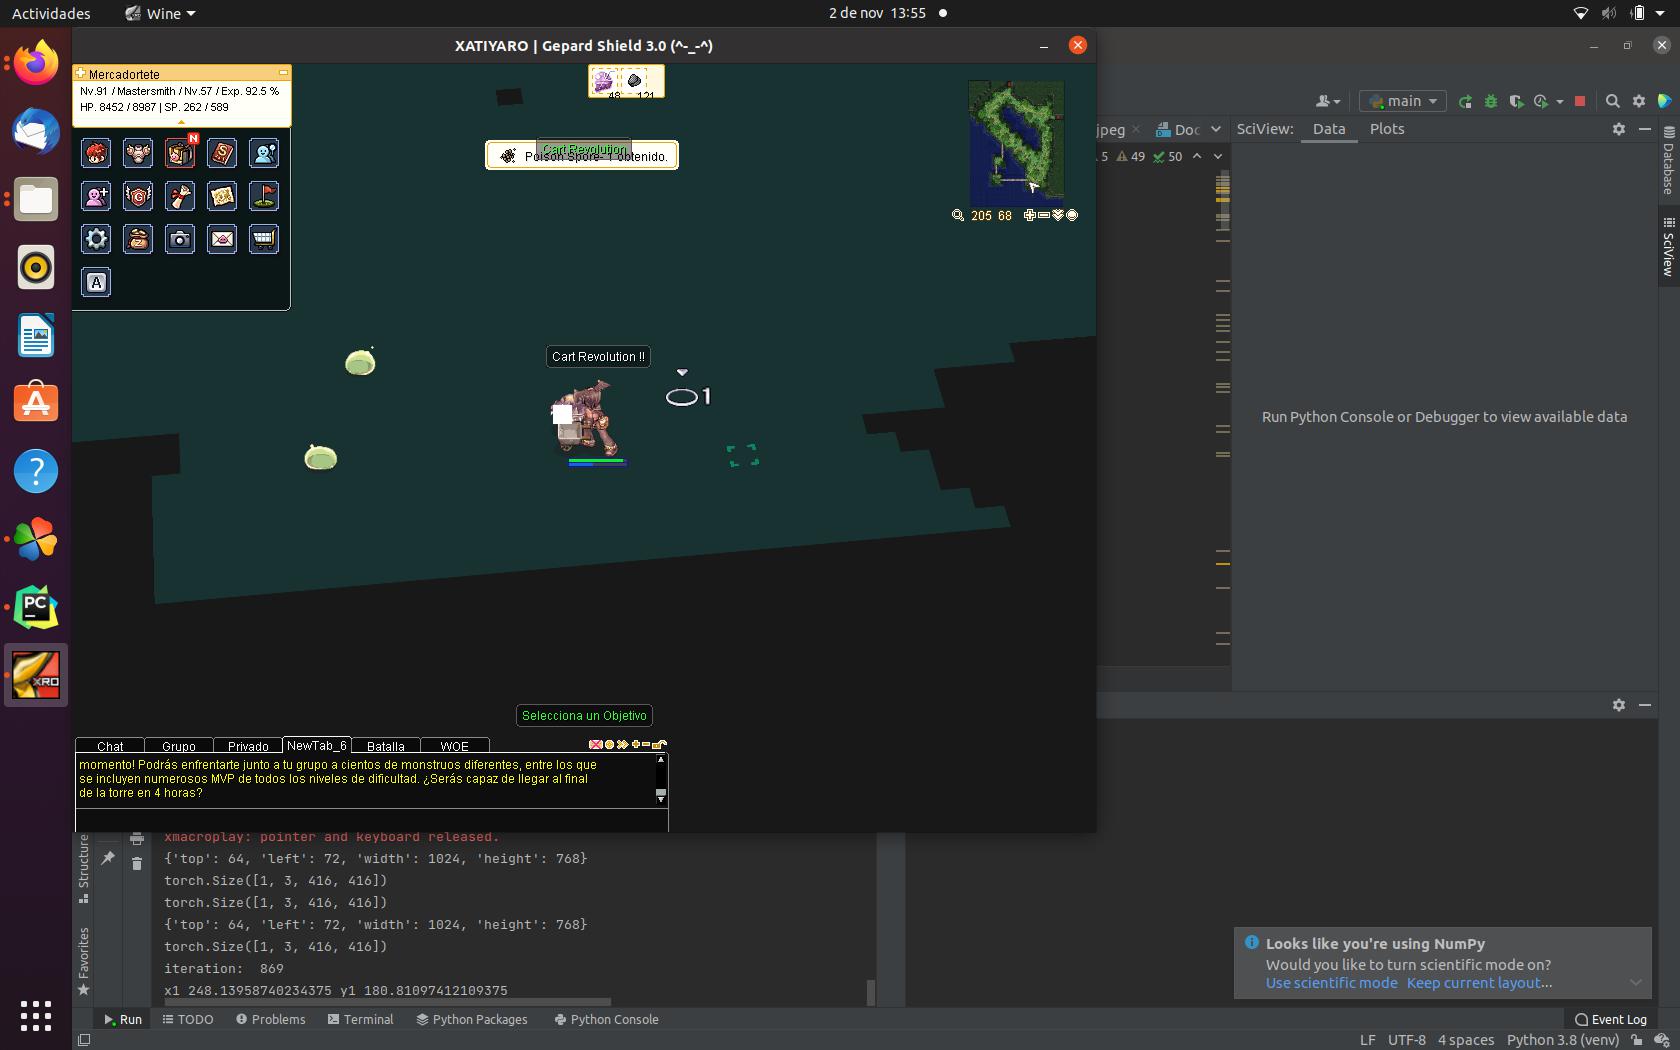 Actividades
Wine
2 de nov 13:55
XATIYARO | Gepard Shield 3.0 (^-_-^)
Mercadortete
Nv.91 / Mastersmith / Nv.57 / Exp. 92.5 %
HP. 8452 / 8987 | SP. 262 / 589
N
A
48
121
Cart Revolution
Poison Spore- 1 obtenido.
205 68
Cart Revolution !!
1
Selecciona un Objetivo
Chat
Grupo
Privado
NewTab_6
Batalla
WOE
momento! Podrás enfrentarte junto a tu grupo a cientos de monstruos diferentes, entre los que
se incluyen numerosos MVP de todos los niveles de dificultad. ¿Serás capaz de llegar al final
de la torre en 4 horas?
main
jpeg
Doc
SciView:
Data
Plots
5
49
50
Database
SciView
Run Python Console or Debugger to view available data
PC
XRO
Structure
Favorites
xmacroplay: pointer and keyboard released.
{'top': 64, 'left': 72, 'width': 1024, 'height': 768}
torch.Size([1, 3, 416, 416])
torch.Size([1, 3, 416, 416])
{'top': 64, 'left': 72, 'width': 1024, 'height': 768}
torch.Size([1, 3, 416, 416])
iteration:  869
x1 248.13958740234375 y1 180.81097412109375
Looks like you're using NumPy
Would you like to turn scientific mode on?
Use scientific mode
Keep current layout...
Run
TODO
Problems
Terminal
Python Packages
Python Console
Event Log
LF
UTF-8
4 spaces
Python 3.8 (venv)